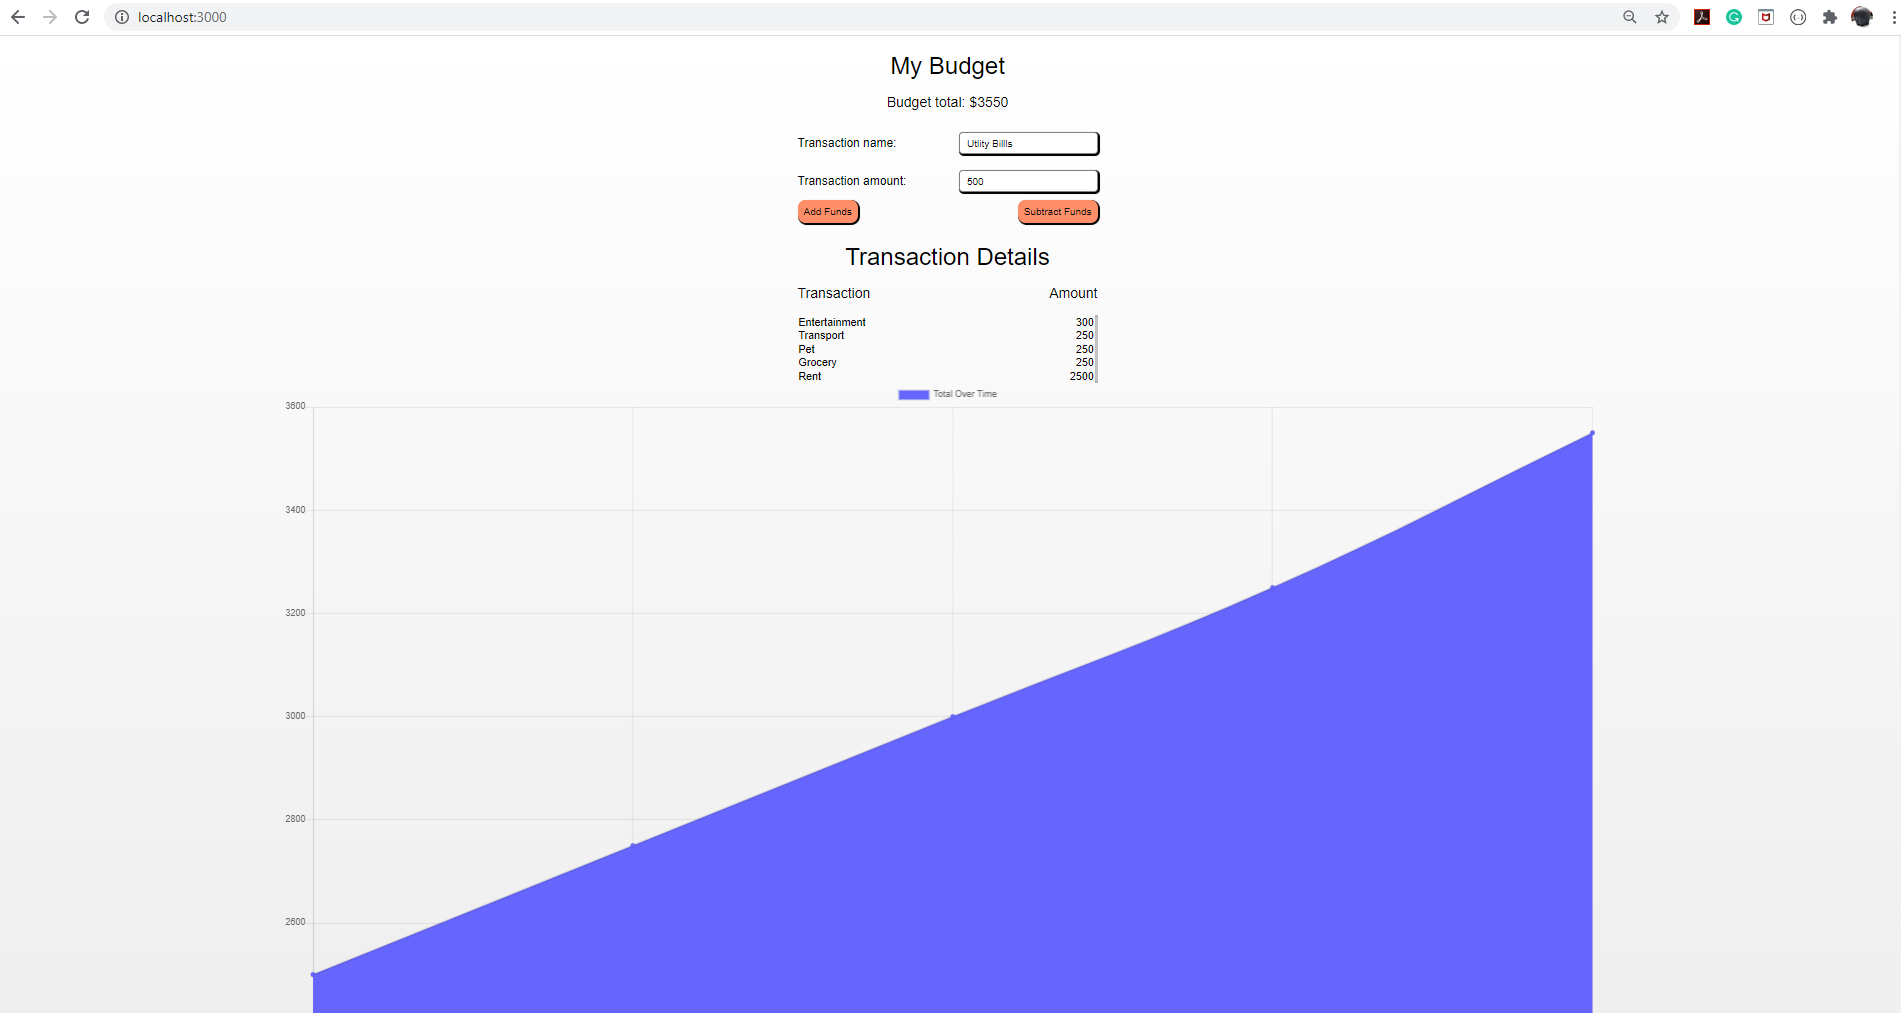 localhost:3000
My Budget
Budget total: $3550
Transaction name: Utlity Billls
Transaction amount: 500
Add Funds Subtract Funds
Transaction Details
Transaction Amount
Entertainment 300
Transport 250
Pet 250
Grocery 250
Rent 2500
Total Over Time
3600
3400
3200
3000
2800
2600